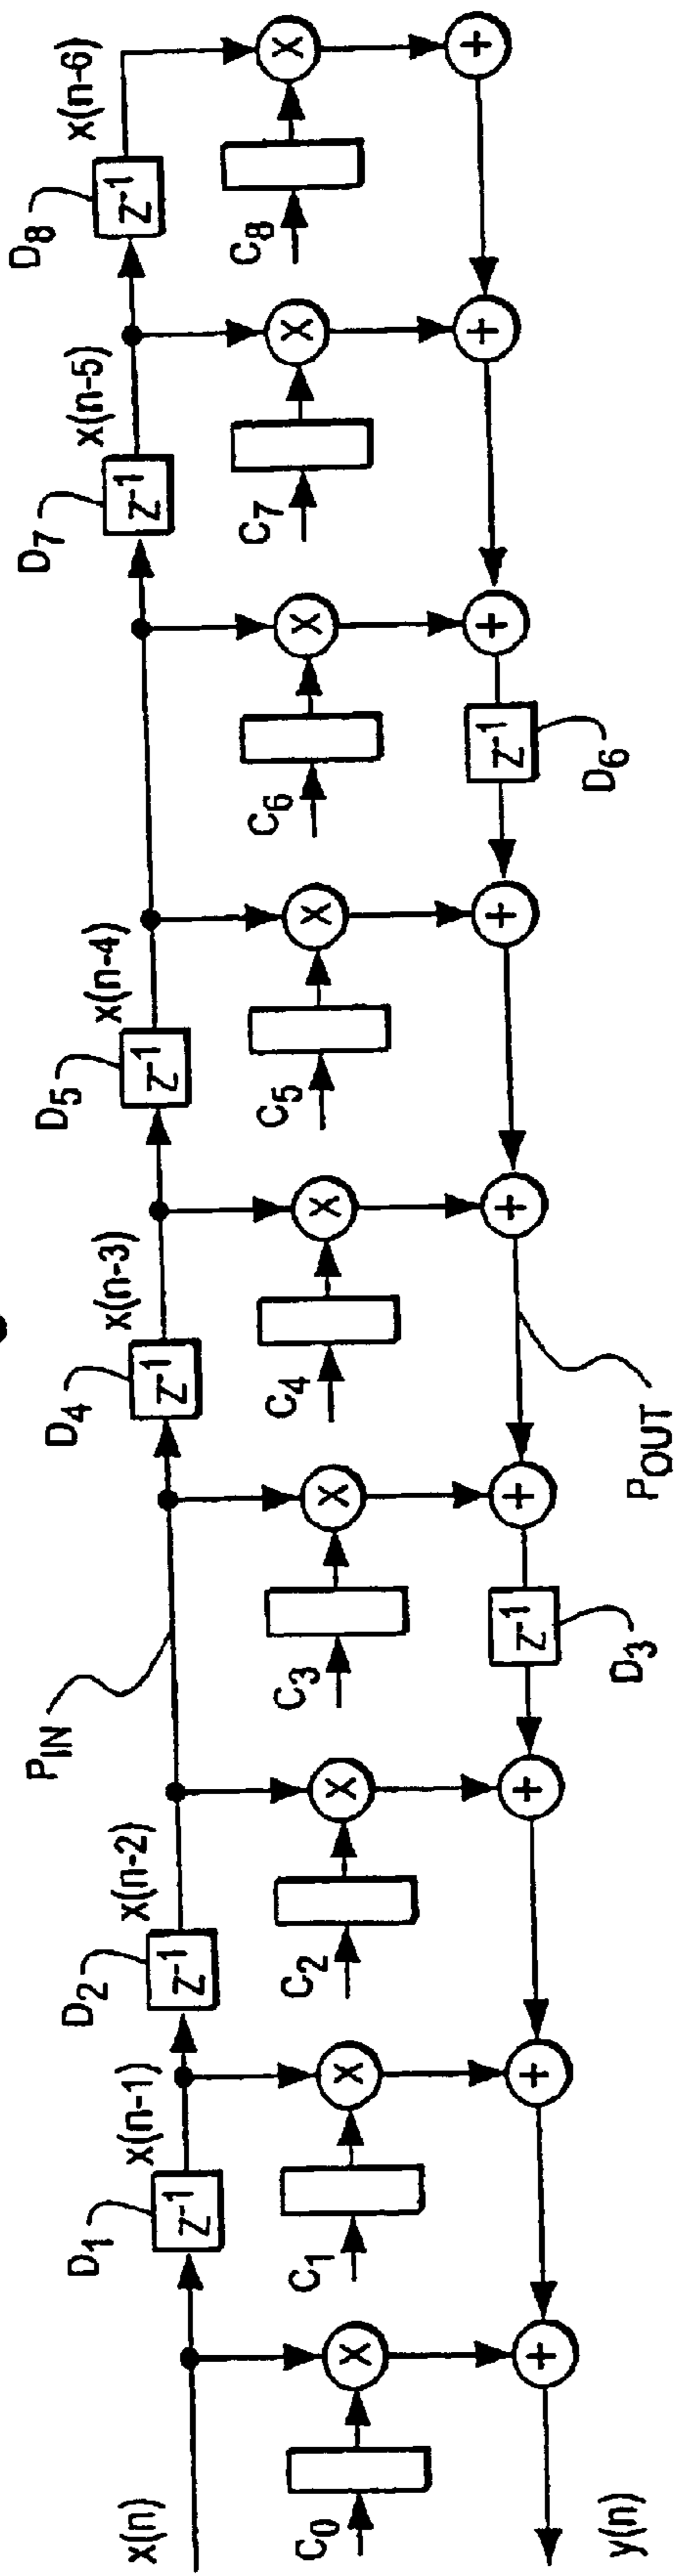 D1 D2 D4 D5 D7 D8
x(n) x(n-1) x(n-2) PIN x(n-3) x(n-4) x(n-5) x(n-6)
z-1 z-1 z-1 z-1 z-1 z-1
X X X X X X X X X
C0 C1 C2 C3 C4 C5 C6 C7 C8
+ + + + + + + + +
z-1 z-1
y(n) D3 POUT D6